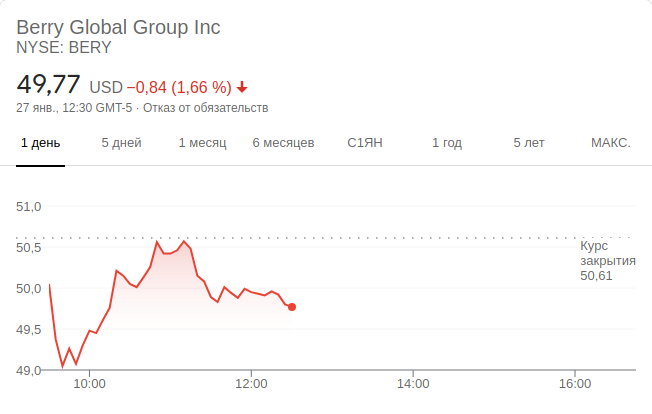 Berry Global Group Inc
NYSE: BERY
49,77 USD −0,84 (1,66 %)
27 янв., 12:30 GMT-5 · Отказ от обязательств
1 день 5 дней 1 месяц 6 месяцев С1ЯН 1 год 5 лет МАКС.
51,0
50,5
Курс
закрытия
50,61
50,0
49,5
49,0
10:00 12:00 14:00 16:00